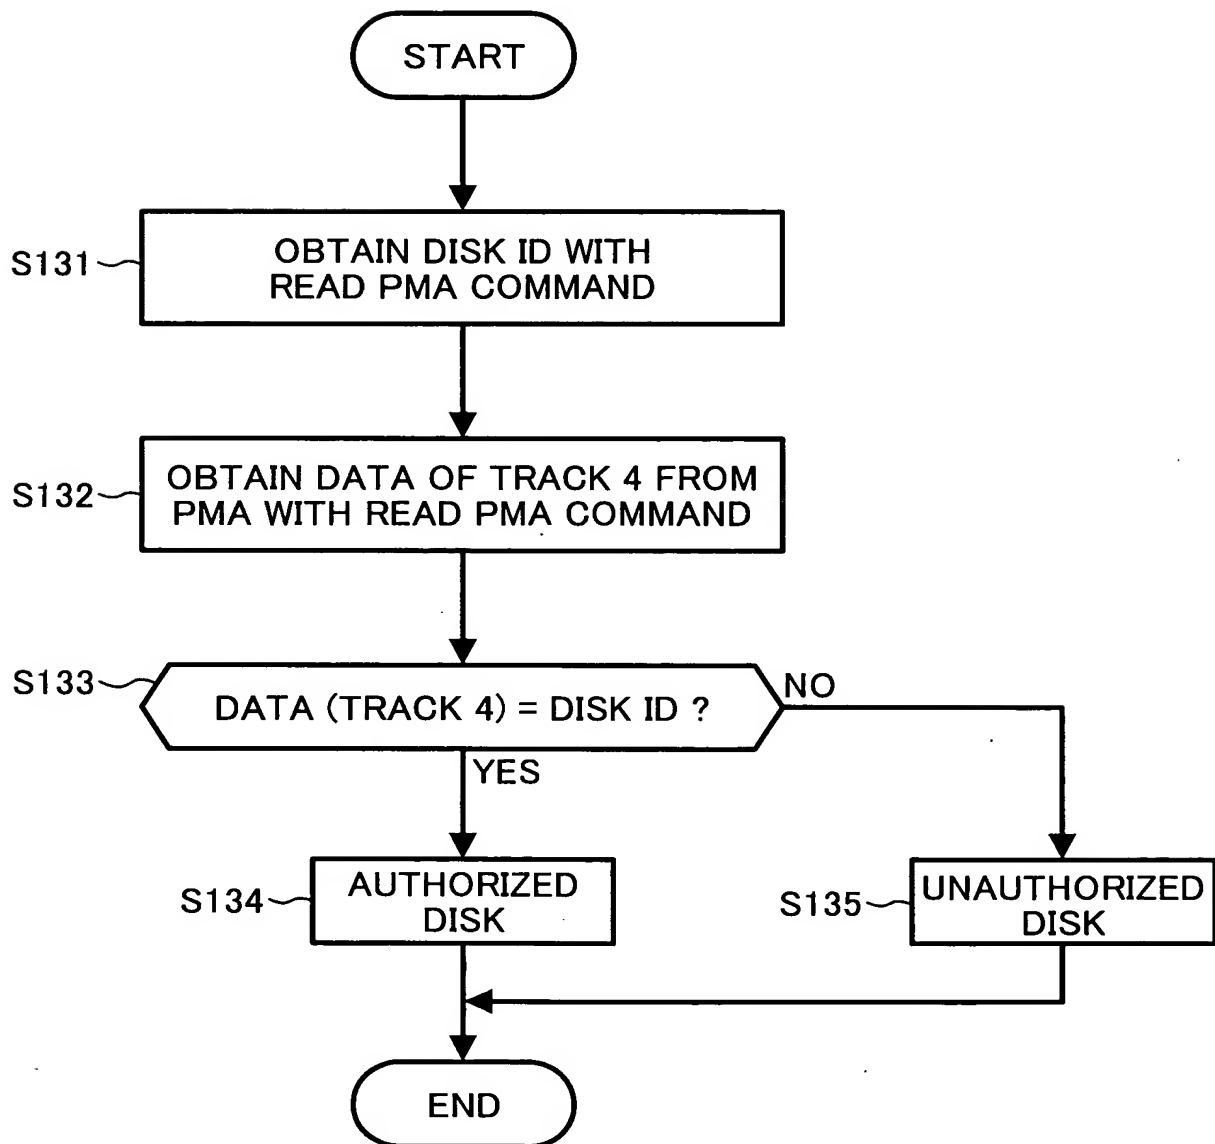 START
S131
OBTAIN DISK ID WITH
READ PMA COMMAND
S132
OBTAIN DATA OF TRACK 4 FROM
PMA WITH READ PMA COMMAND
S133
DATA (TRACK 4) = DISK ID ?
NO
YES
S134
AUTHORIZED
DISK
S135
UNAUTHORIZED
DISK
END